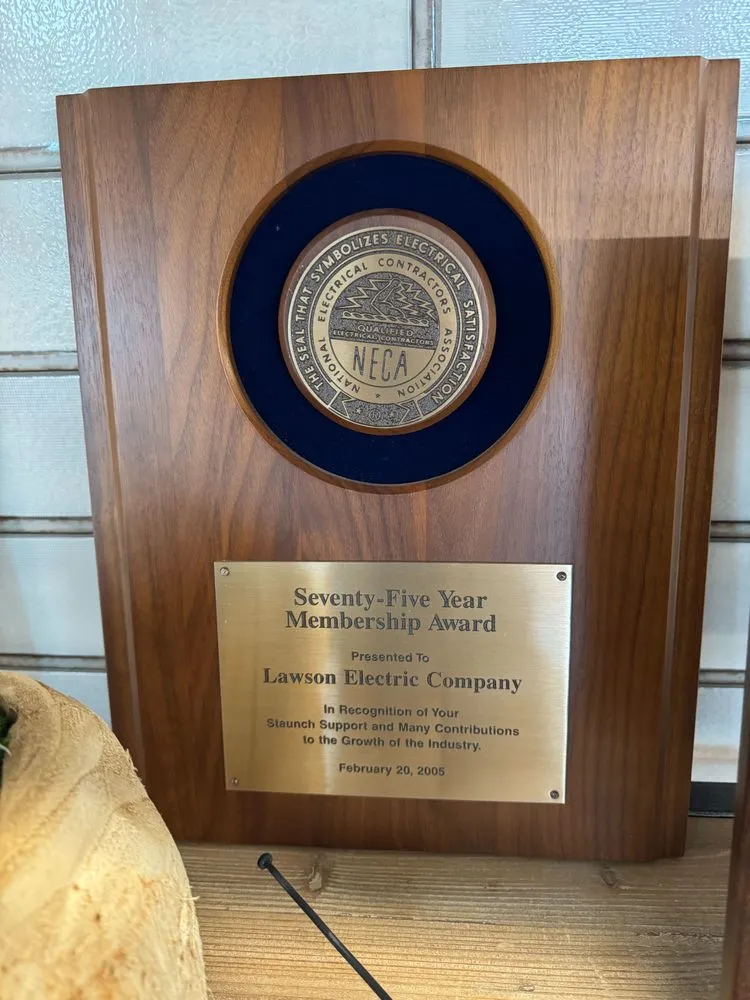 THE SEAL THAT SYMBOLIZES ELECTRICAL SATISFACTION
NATIONAL ELECTRICAL CONTRACTORS ASSOCIATION
QUALIFIED
ELECTRICAL CONTRACTORS
NECA
Seventy-Five Year
Membership Award
Presented To
Lawson Electric Company
In Recognition of Your
Staunch Support and Many Contributions
to the Growth of the Industry.
February 20, 2005